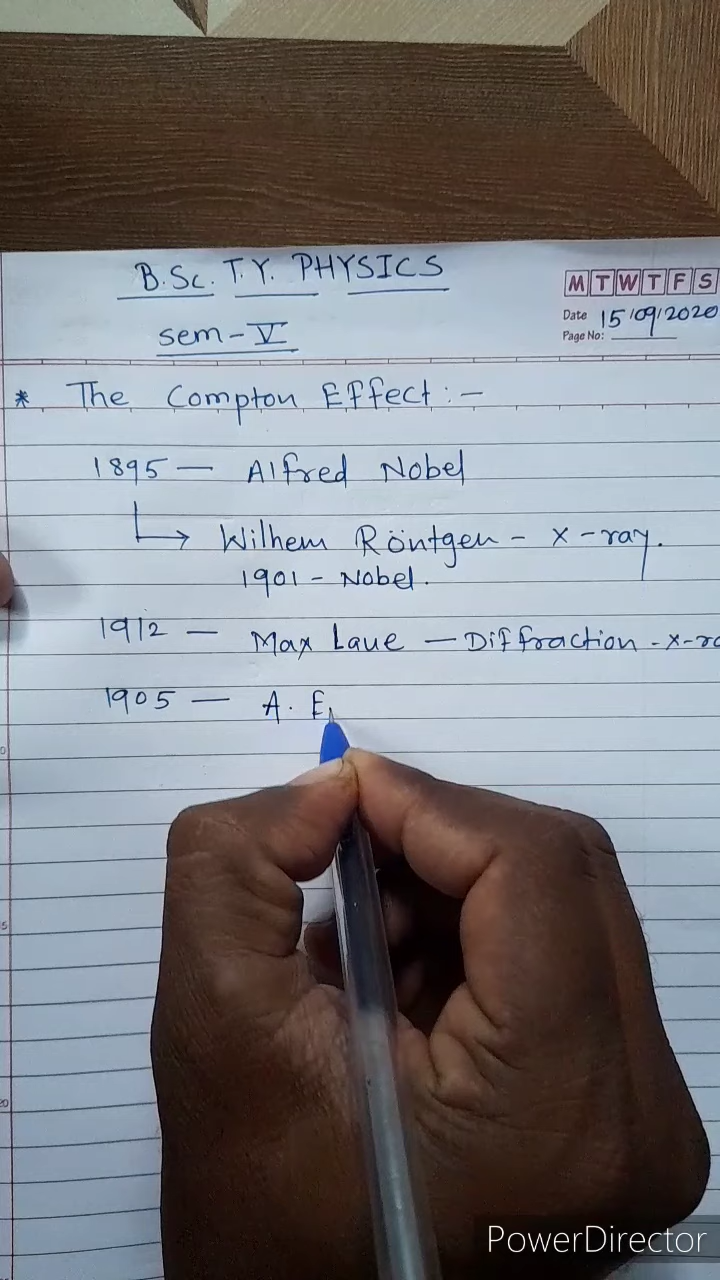 B.Sc. T.Y. PHYSICS
M T W T F S
Date 15/09/2020
Page No:
sem - V
* The Compton Effect :-
1895 — Alfred Nobel
Wilhem Röntgen - x-ray.
1901 - Nobel.
1912 — Max Laue — Diffraction - x-ra
1905 — A. E
PowerDirector